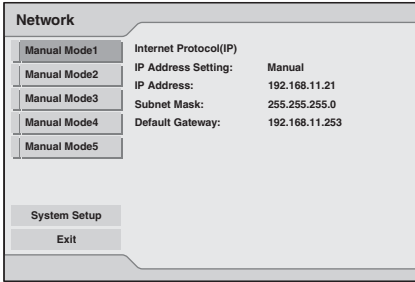 Network
Manual Mode1
Manual Mode2
Manual Mode3
Manual Mode4
Manual Mode5
System Setup
Exit
Internet Protocol(IP)
IP Address Setting: Manual
IP Address: 192.168.11.21
Subnet Mask: 255.255.255.0
Default Gateway: 192.168.11.253